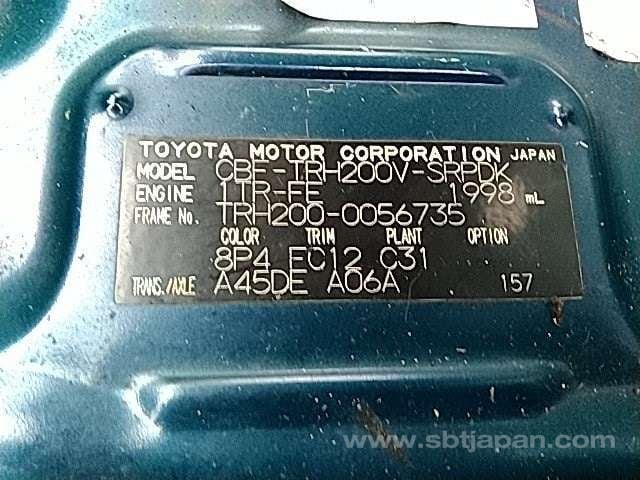 TOYOTA MOTOR CORPORATION JAPAN
MODEL CBF-TRH200V-SRPDK
ENGINE 1TR-FE 1998 mL
FRAME No. TRH200-0056735
COLOR TRIM PLANT OPTION
8P4 EC12 C31
TRANS./AXLE A45DE A06A 157
www.sbtjapan.com